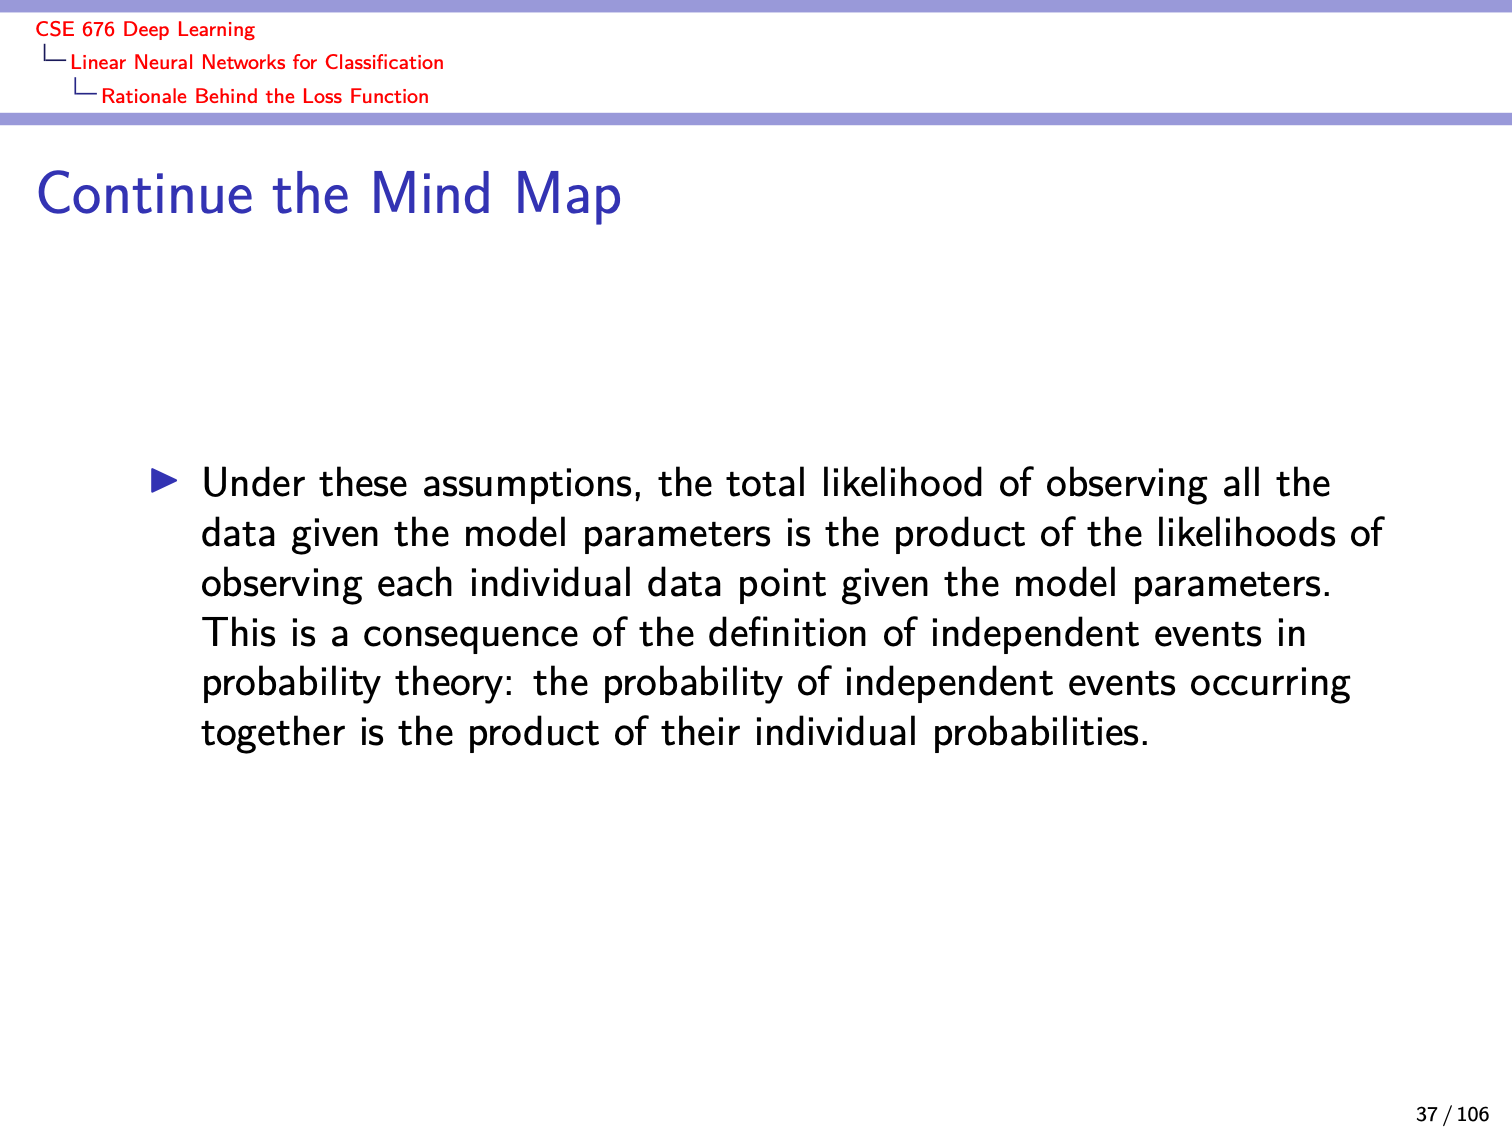 CSE 676 Deep Learning
Linear Neural Networks for Classification
Rationale Behind the Loss Function
Continue the Mind Map
Under these assumptions, the total likelihood of observing all the
data given the model parameters is the product of the likelihoods of
observing each individual data point given the model parameters.
This is a consequence of the definition of independent events in
probability theory: the probability of independent events occurring
together is the product of their individual probabilities.
37 / 106